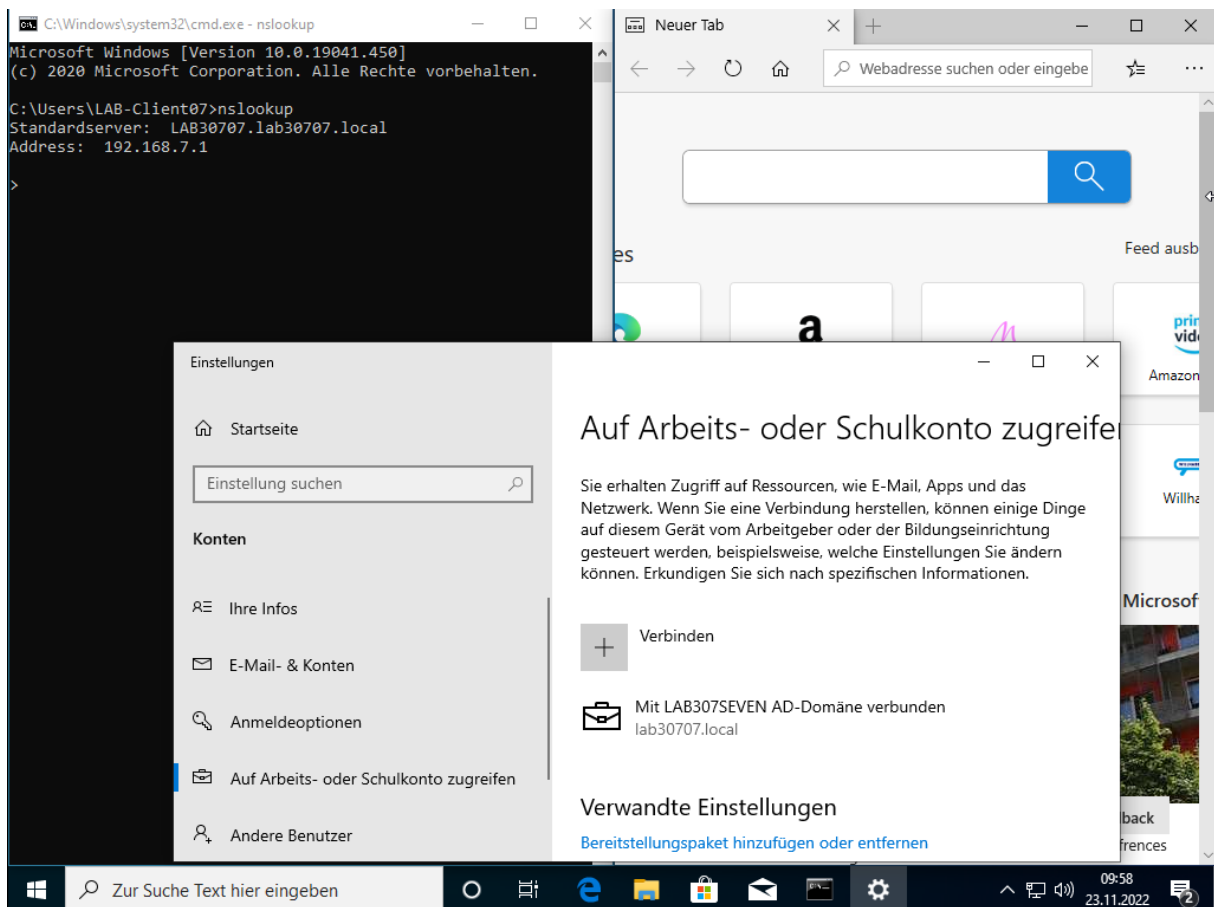 C:\Windows\system32\cmd.exe - nslookup
Microsoft Windows [Version 10.0.19041.450]
(c) 2020 Microsoft Corporation. Alle Rechte vorbehalten.
C:\Users\LAB-Client07>nslookup
Standardserver:  LAB30707.lab30707.local
Address:  192.168.7.1
>
Neuer Tab
Webadresse suchen oder eingebe
es
Feed ausb
a
prim
vide
Amazon
Willha
Microsof
back
frences
Einstellungen
Startseite
Einstellung suchen
Konten
Ihre Infos
E-Mail- & Konten
Anmeldeoptionen
Auf Arbeits- oder Schulkonto zugreifen
Andere Benutzer
Auf Arbeits- oder Schulkonto zugreifen
Sie erhalten Zugriff auf Ressourcen, wie E-Mail, Apps und das
Netzwerk. Wenn Sie eine Verbindung herstellen, können einige Dinge
auf diesem Gerät vom Arbeitgeber oder der Bildungseinrichtung
gesteuert werden, beispielsweise, welche Einstellungen Sie ändern
können. Erkundigen Sie sich nach spezifischen Informationen.
Verbinden
Mit LAB307SEVEN AD-Domäne verbunden
lab30707.local
Verwandte Einstellungen
Bereitstellungspaket hinzufügen oder entfernen
Zur Suche Text hier eingeben
09:58
23.11.2022
2